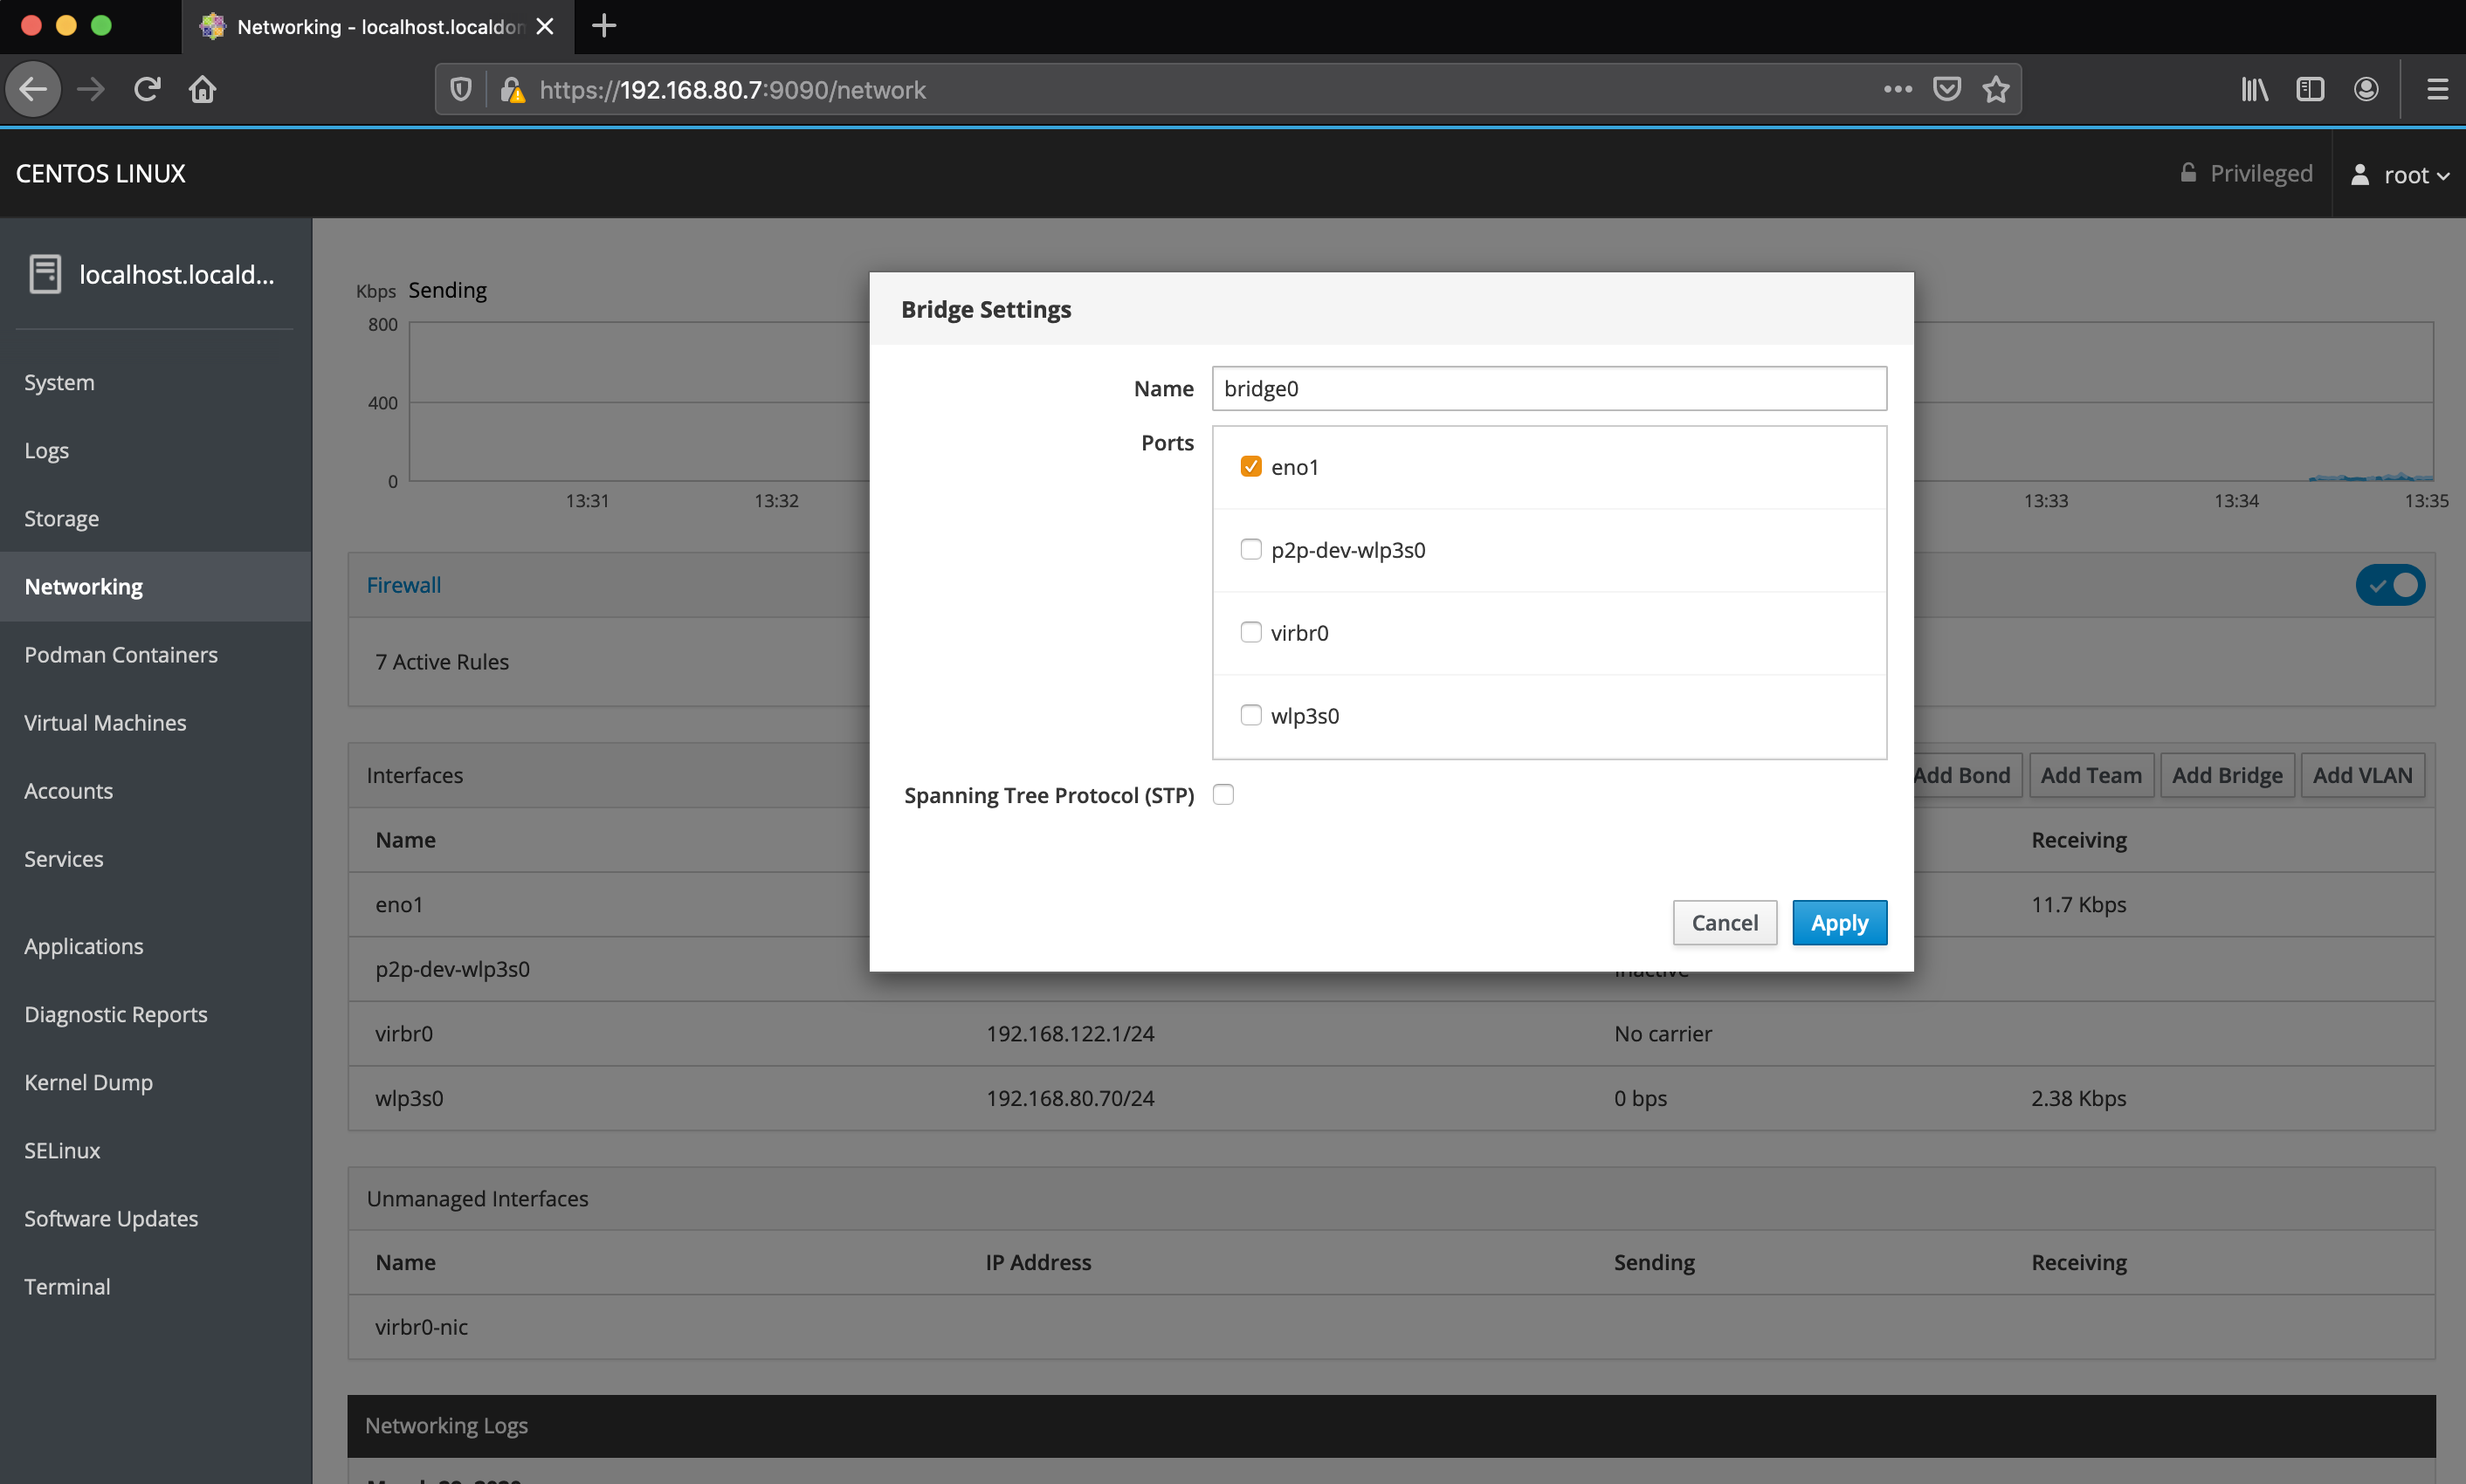 Networking - localhost.localdon
https://192.168.80.7:9090/network
CENTOS LINUX
Privileged
root
localhost.locald...
System
Logs
Storage
Networking
Podman Containers
Virtual Machines
Accounts
Services
Applications
Diagnostic Reports
Kernel Dump
SELinux
Software Updates
Terminal
Kbps Sending
800
400
0
13:31 13:32
13:33 13:34 13:35
Firewall
7 Active Rules
Bridge Settings
Name bridge0
Ports
eno1
p2p-dev-wlp3s0
virbr0
wlp3s0
Spanning Tree Protocol (STP)
Cancel Apply
Interfaces Add Bond Add Team Add Bridge Add VLAN
Name Receiving
eno1 11.7 Kbps
p2p-dev-wlp3s0 Inactive
virbr0 192.168.122.1/24 No carrier
wlp3s0 192.168.80.70/24 0 bps 2.38 Kbps
Unmanaged Interfaces
Name IP Address Sending Receiving
virbr0-nic
Networking Logs